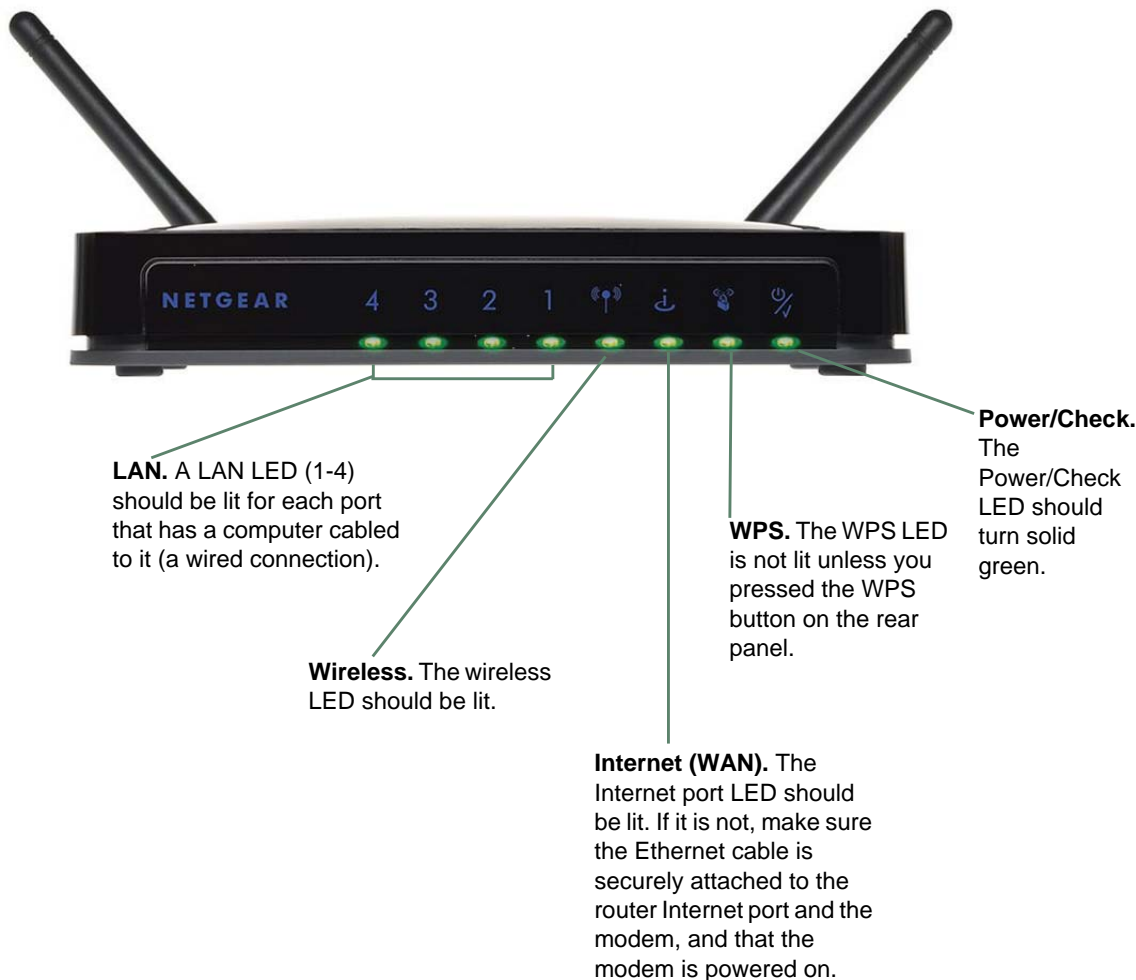 NETGEAR 4 3 2 1
LAN. A LAN LED (1-4)
should be lit for each port
that has a computer cabled
to it (a wired connection).
Wireless. The wireless
LED should be lit.
Internet (WAN). The
Internet port LED should
be lit. If it is not, make sure
the Ethernet cable is
securely attached to the
router Internet port and the
modem, and that the
modem is powered on.
WPS. The WPS LED
is not lit unless you
pressed the WPS
button on the rear
panel.
Power/Check.
The
Power/Check
LED should
turn solid
green.